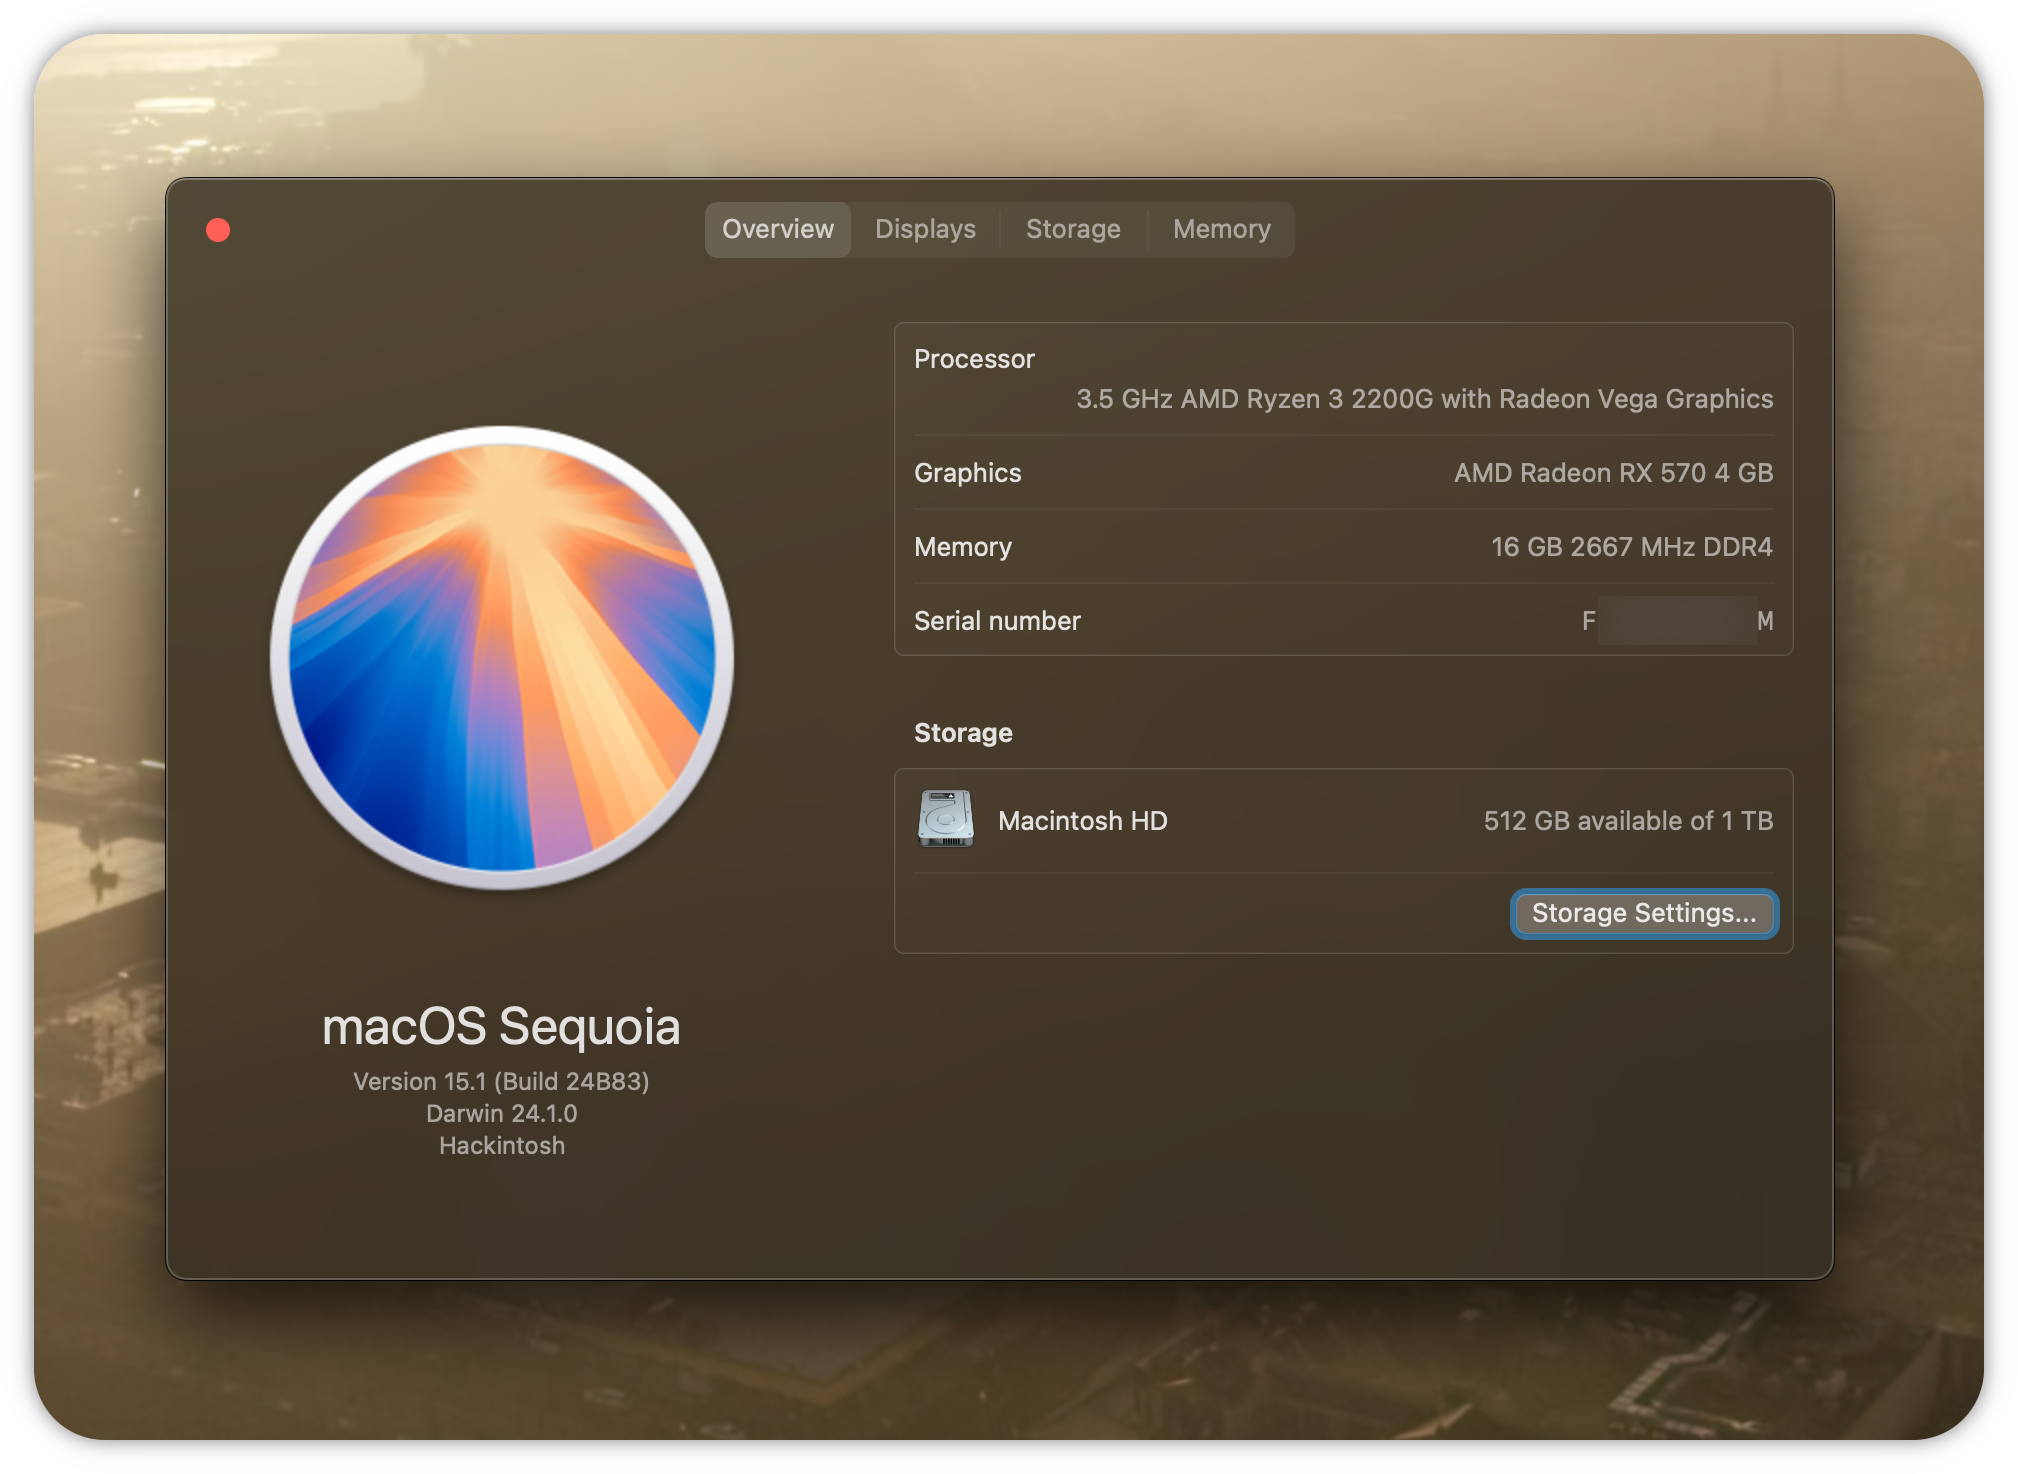 Overview Displays Storage Memory
Processor
3.5 GHz AMD Ryzen 3 2200G with Radeon Vega Graphics
Graphics AMD Radeon RX 570 4 GB
Memory 16 GB 2667 MHz DDR4
Serial number F M
Storage
Macintosh HD 512 GB available of 1 TB
Storage Settings...
macOS Sequoia
Version 15.1 (Build 24B83)
Darwin 24.1.0
Hackintosh